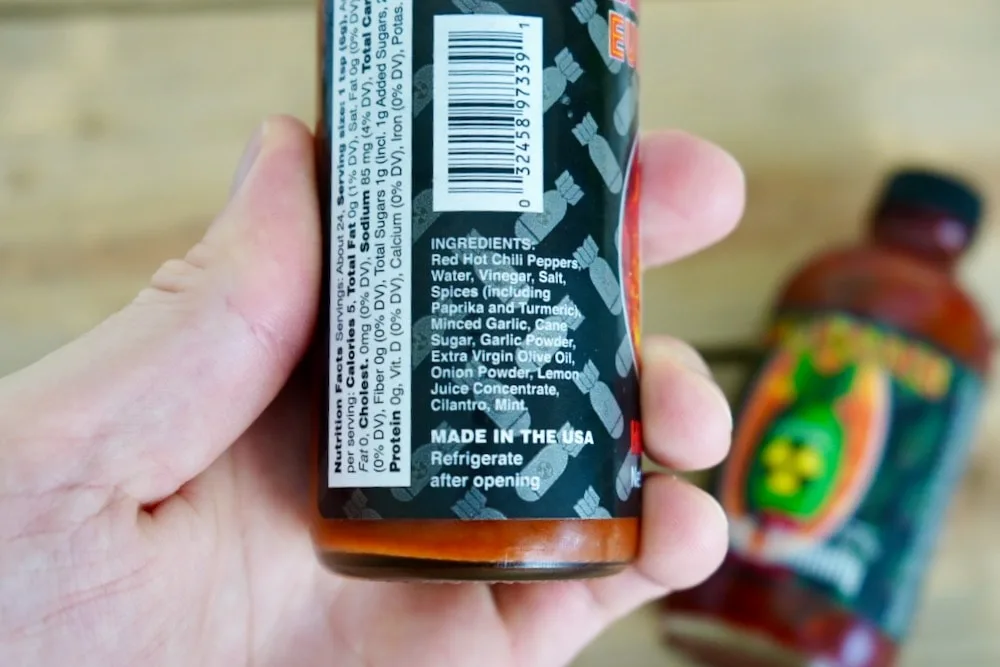 Nutrition Facts Servings: About 24, Serving size: 1 tsp (6g),
per serving: Calories 5, Total Fat 0g (1% DV), Sat. Fat 0g (0% DV)
Fat 0, Cholest. 0mg (0% DV), Sodium 85 mg (4% DV), Total Car
(0% DV), Fiber 0g (0% DV), Total Sugars 1g (Incl. 1g Added Sugars,
Protein 0g, Vit. D (0% DV), Calcium (0% DV), Iron (0% DV), Potas.
0 32458 97339 1
INGREDIENTS:
Red Hot Chili Peppers,
Water, Vinegar, Salt,
Spices (including
Paprika and Turmeric),
Minced Garlic, Cane
Sugar, Garlic Powder,
Extra Virgin Olive Oil,
Onion Powder, Lemon
Juice Concentrate,
Cilantro, Mint.
MADE IN THE USA
Refrigerate
after opening